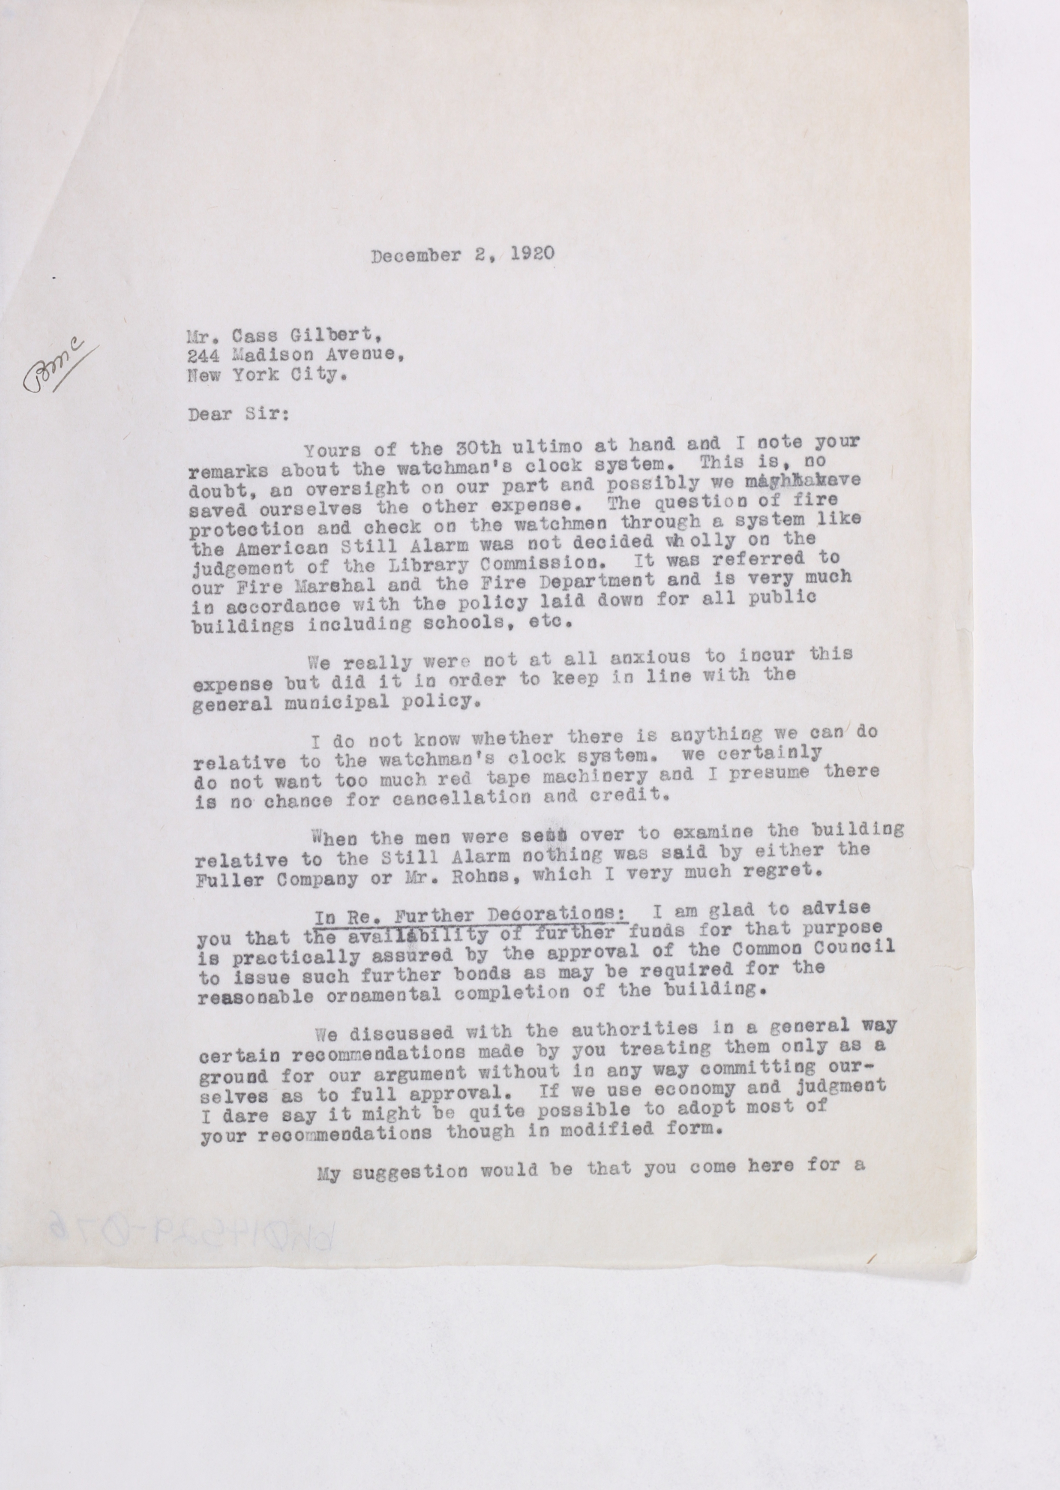 December 2, 1920
BMC
Mr. Cass Gilbert,
244 Madison Avenue,
New York City.
Dear Sir:
Yours of the 30th ultimo at hand and I note your
remarks about the watchman's clock system. This is, no
doubt, an oversight on our part and possibly we
saved ourselves the other expense. The question of fire
protection and check on the watchmen through a system like
the American Still Alarm was not decided wholly on the
judgement of the Library Commission. It was referred to
our Fire Marshal and the Fire Department and is very much
in accordance with the policy laid down for all public
buildings including schools, etc.
We really were not at all anxious to incur this
expense but did it in order to keep in line with the
general municipal policy.
I do not know whether there is anything we can do
relative to the watchman's clock system. we certainly
do not want too much red tape machinery and I presume there
is no chance for cancellation and credit.
When the men were sent over to examine the building
relative to the Still Alarm nothing was said by either the
Fuller Company or Mr. Rohns, which I very much regret.
In Re. Further Decorations: I am glad to advise
you that the availability of further funds for that purpose
is practically assured by the approval of the Common Council
to issue such further bonds as may be required for the
reasonable ornamental completion of the building.
We discussed with the authorities in a general way
certain recommendations made by you treating them only as a
ground for our argument without in any way committing our-
selves as to full approval. If we use economy and judgment
I dare say it might be quite possible to adopt most of
your recommendations though in modified form.
My suggestion would be that you come here for a